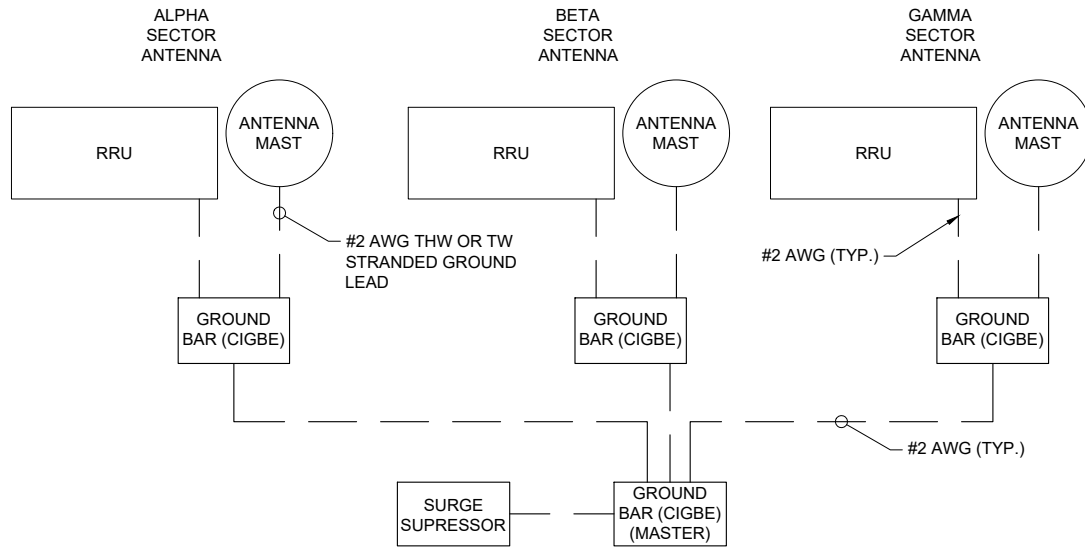 ALPHA
SECTOR
ANTENNA
BETA
SECTOR
ANTENNA
GAMMA
SECTOR
ANTENNA
RRU
ANTENNA
MAST
RRU
ANTENNA
MAST
RRU
ANTENNA
MAST
#2 AWG THW OR TW
STRANDED GROUND
LEAD
#2 AWG (TYP.)
GROUND
BAR (CIGBE)
GROUND
BAR (CIGBE)
GROUND
BAR (CIGBE)
#2 AWG (TYP.)
SURGE
SUPRESSOR
GROUND
BAR (CIGBE)
(MASTER)